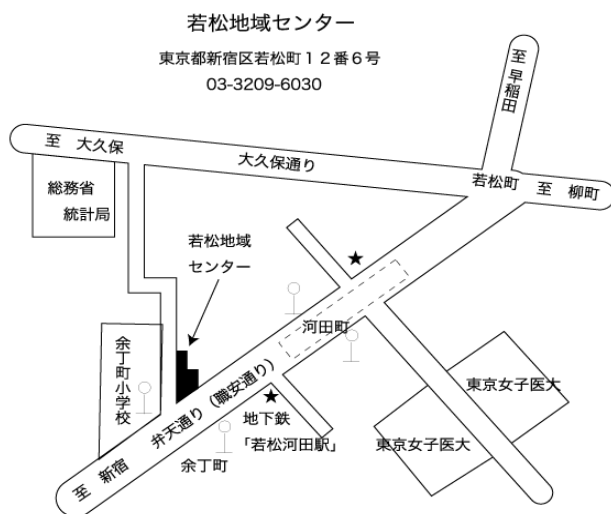 若松地域センター
東京都新宿区若松町１２番６号
03-3209-6030
至 早稲田
至 大久保
大久保通り
若松町
至 柳町
総務省
統計局
若松地域
センター
河田町
余丁町小学校
弁天通り（職安通り）
至 新宿
地下鉄
「若松河田駅」
余丁町
東京女子医大
東京女子医大